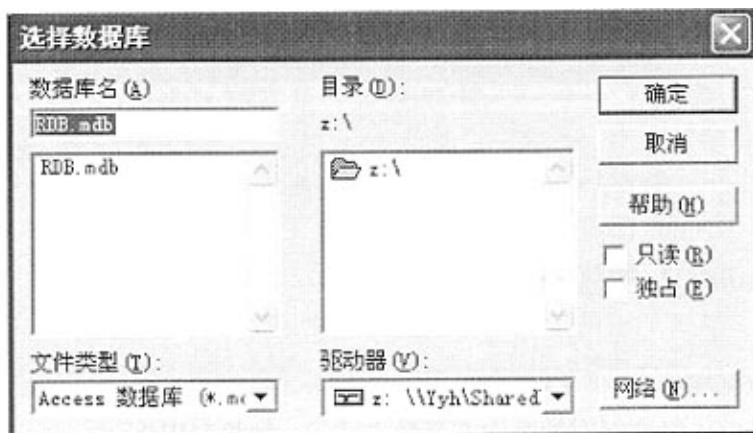 选择数据库
数据库名(A)
RDB.mdb
RDB.mdb
目录(D):
z:\
z:\
确定
取消
帮助(H)
只读(R)
独占(E)
文件类型(T):
Access 数据库 (*.m
驱动器(V):
z: \\Yyh\Shared
网络(N)...